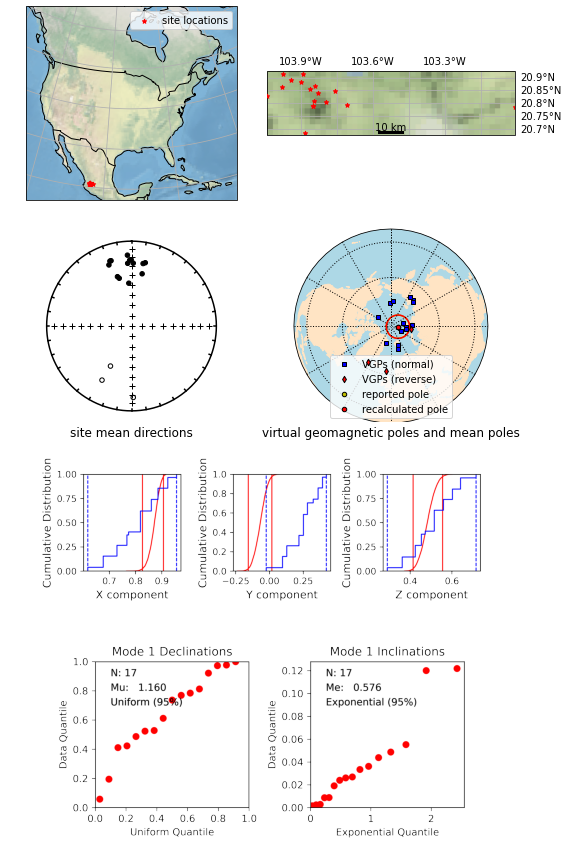 site locations
103.9°W 103.6°W 103.3°W
20.9°N
20.85°N
20.8°N
20.75°N
20.7°N
10 km
site mean directions
VGPs (normal)
VGPs (reverse)
reported pole
recalculated pole
virtual geomagnetic poles and mean poles
Cumulative Distribution
1.00
0.75
0.50
0.25
0.00
0.7 0.8 0.9
X component
Cumulative Distribution
1.0
0.8
0.6
0.4
0.2
0.0
−0.25 0.00 0.25
Y component
Cumulative Distribution
1.00
0.75
0.50
0.25
0.00
0.4 0.6
Z component
Mode 1 Declinations
N: 17
Mu: 1.160
Uniform (95%)
Data Quantile
1.0
0.8
0.6
0.4
0.2
0.0
0.0 0.2 0.4 0.6 0.8 1.0
Uniform Quantile
Mode 1 Inclinations
N: 17
Me: 0.576
Exponential (95%)
Data Quantile
0.12
0.10
0.08
0.06
0.04
0.02
0.00
0 1 2
Exponential Quantile